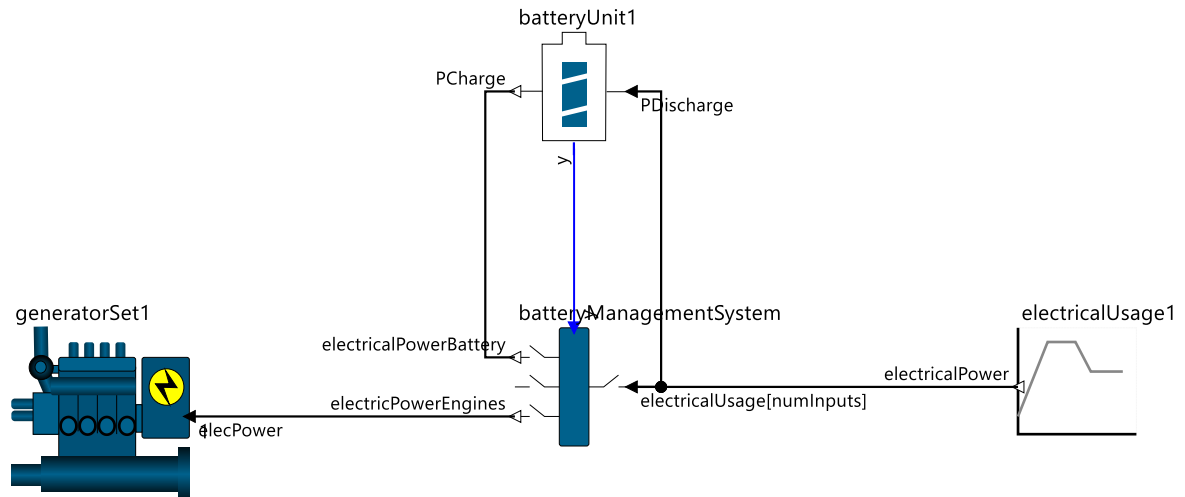 batteryUnit1
PCharge
PDischarge
y
generatorSet1
batteryManagementSystem
y
electricalUsage1
electricalPowerBattery
electricalPower
electricPowerEngines
electricalUsage[numInputs]
elecPower